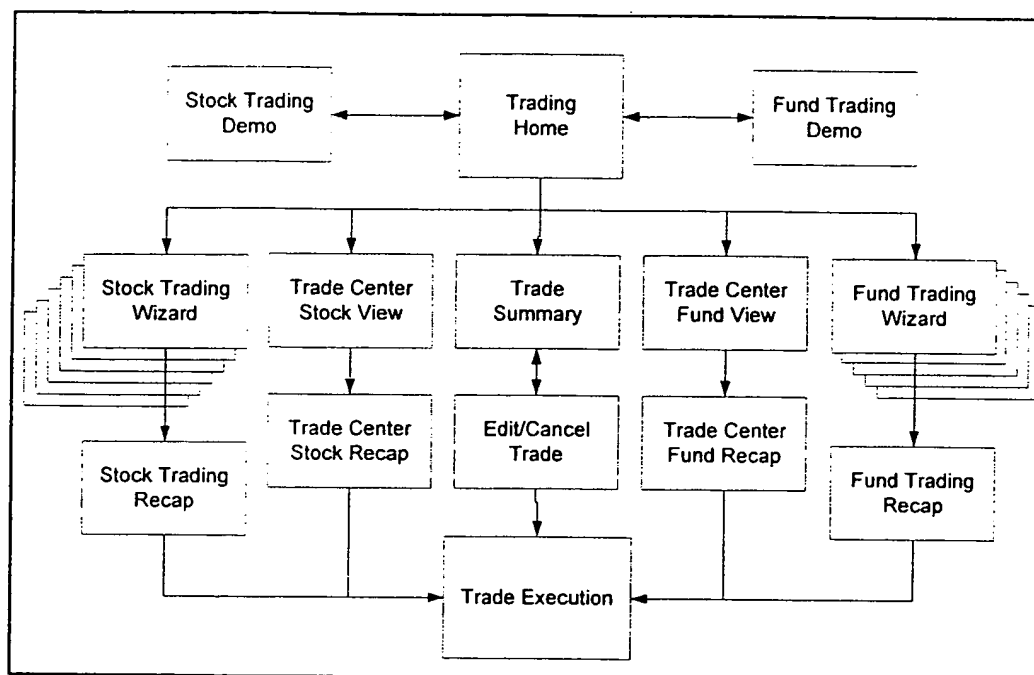 Stock Trading
Demo
Trading
Home
Fund Trading
Demo
Stock Trading
Wizard
Trade Center
Stock View
Trade
Summary
Trade Center
Fund View
Fund Trading
Wizard
Stock Trading
Recap
Trade Center
Stock Recap
Edit/Cancel
Trade
Trade Center
Fund Recap
Fund Trading
Recap
Trade Execution